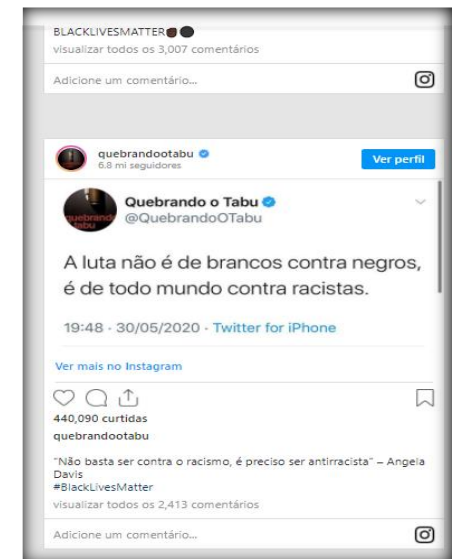 BLACKLIVESMATTER✊🏿⚫
visualizar todos os 3,007 comentários
Adicione um comentário...
quebrandootabu
6.8 mi seguidores
Ver perfil
quebrando
tabu
Quebrando o Tabu
@QuebrandoOTabu
A luta não é de brancos contra negros,
é de todo mundo contra racistas.
19:48 · 30/05/2020 · Twitter for iPhone
Ver mais no Instagram
440,090 curtidas
quebrandootabu
“Não basta ser contra o racismo, é preciso ser antirracista” – Angela
Davis
#BlackLivesMatter
visualizar todos os 2,413 comentários
Adicione um comentário...